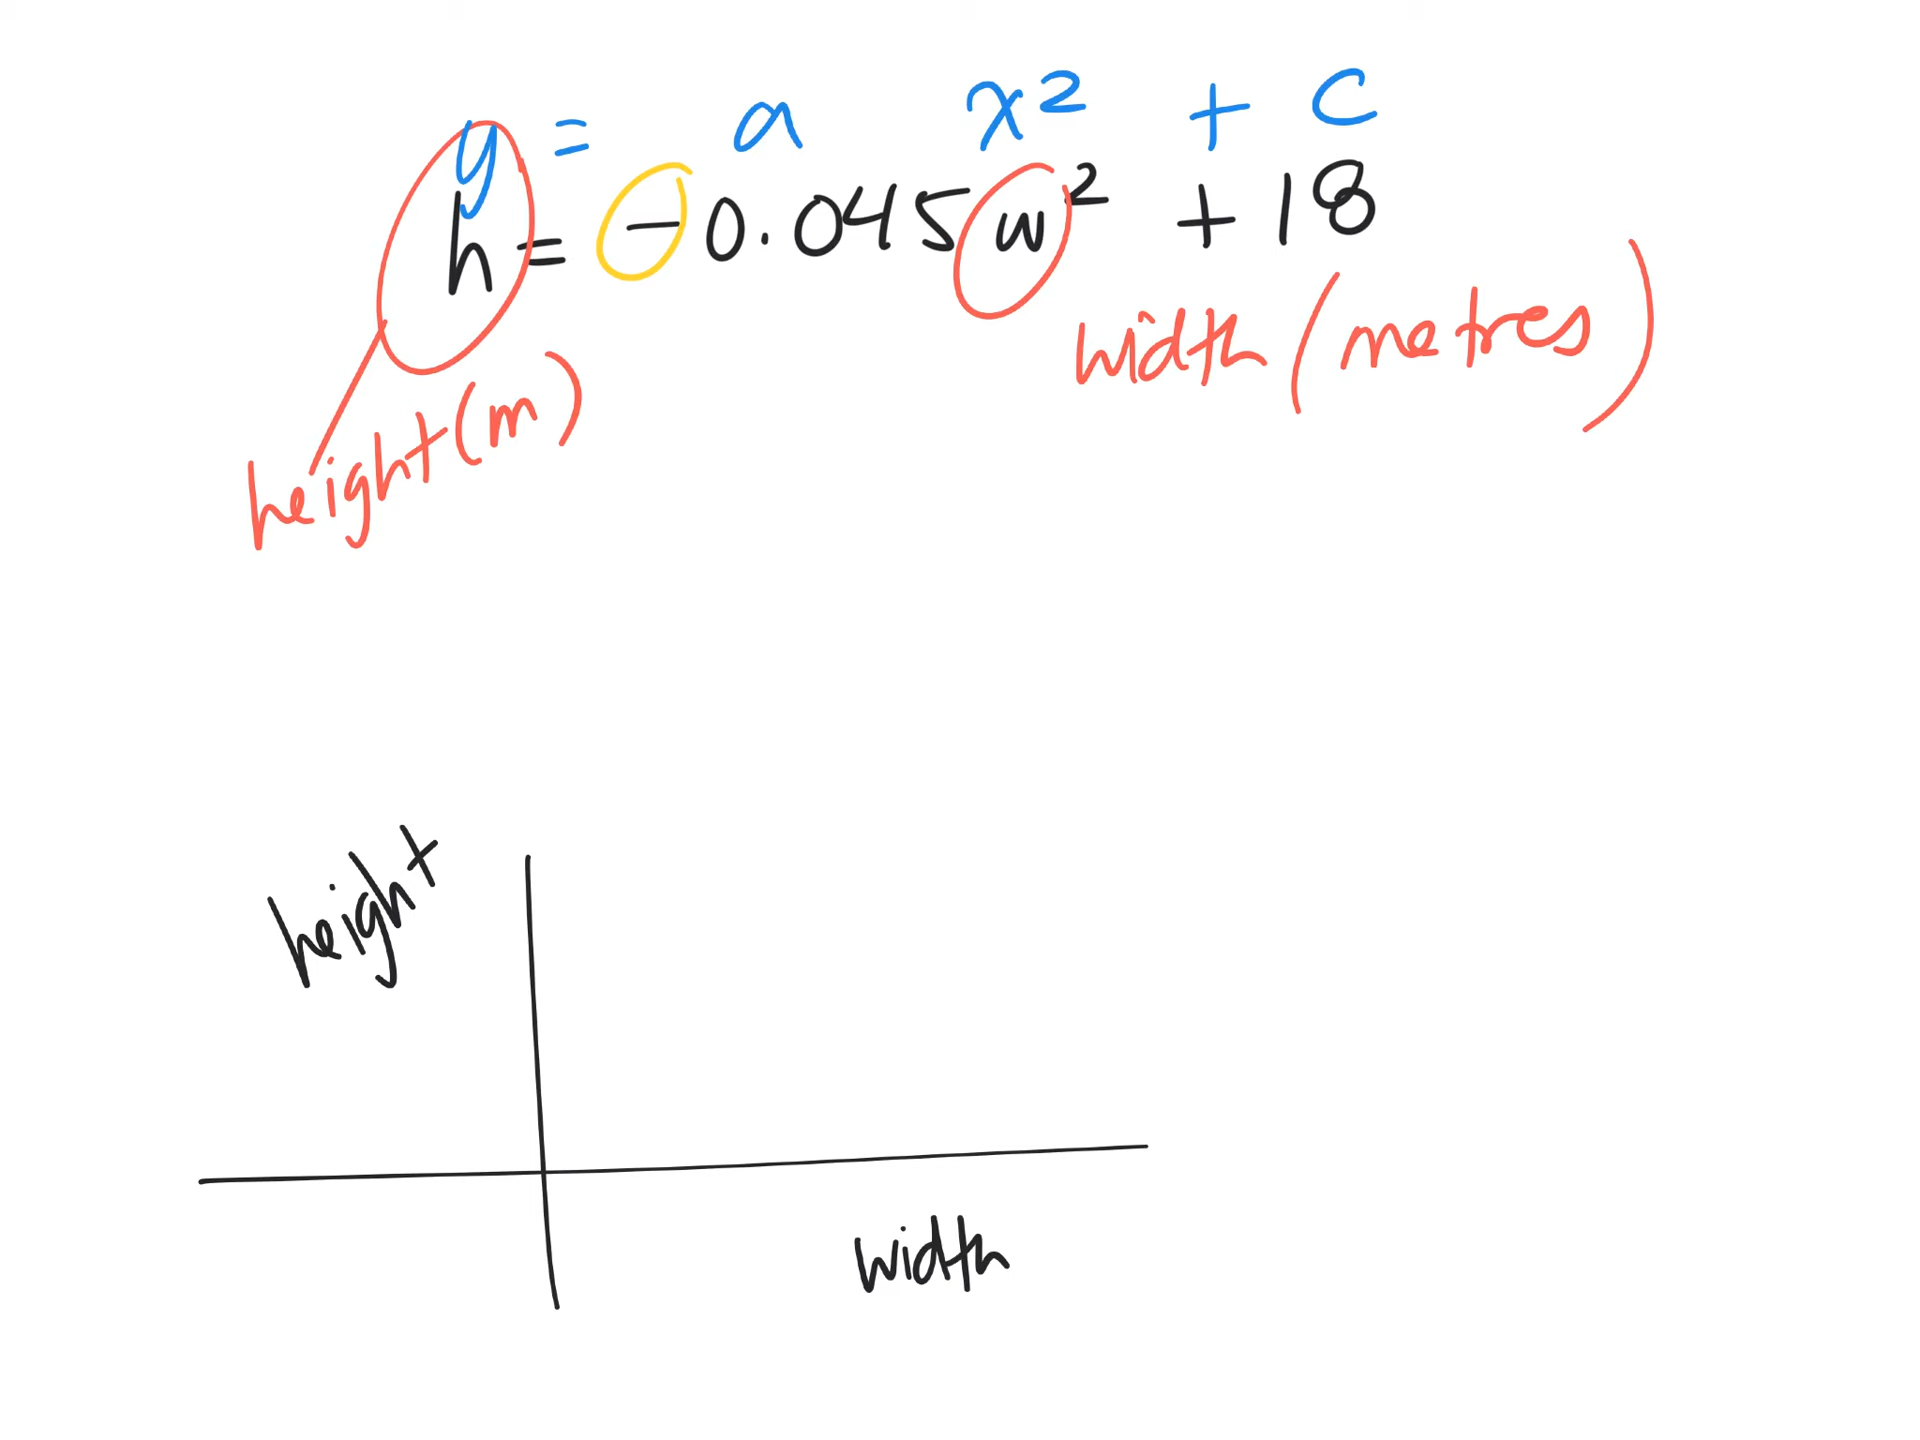 y = a x² + c
h = -0.045w² + 18
width (metres)
height (m)
height
width